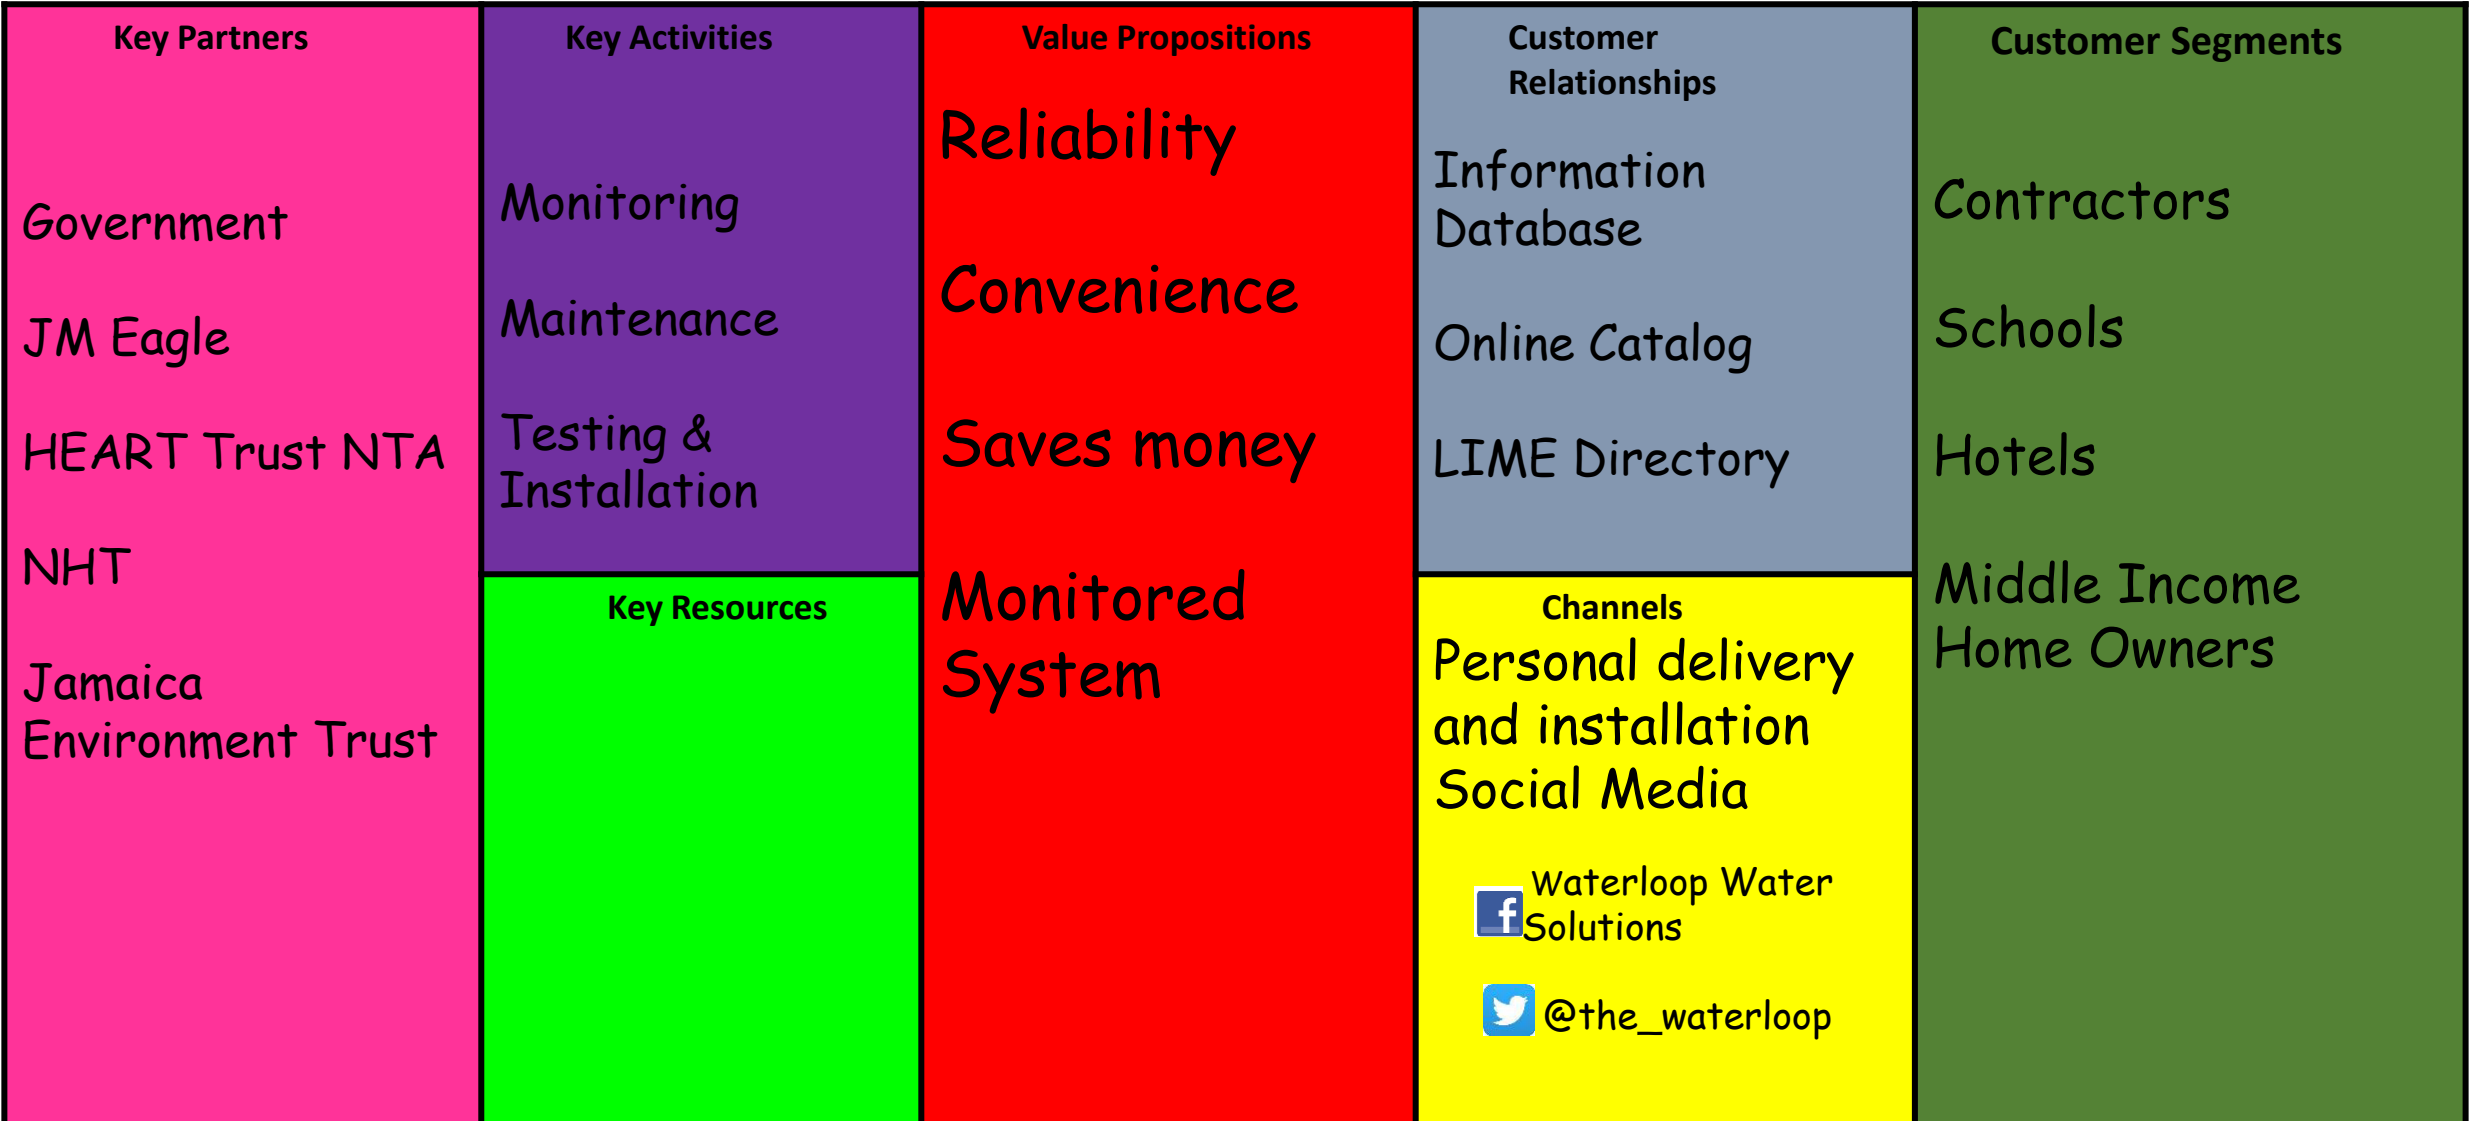 Key Partners
Government
JM Eagle
HEART Trust NTA
NHT
Jamaica
Environment Trust
Key Activities
Monitoring
Maintenance
Testing &
Installation
Key Resources
Value Propositions
Reliability
Convenience
Saves money
Monitored
System
Customer
Relationships
Information
Database
Online Catalog
LIME Directory
Channels
Personal delivery
and installation
Social Media
f
Waterloop Water
Solutions
@the_waterloop
Customer Segments
Contractors
Schools
Hotels
Middle Income
Home Owners